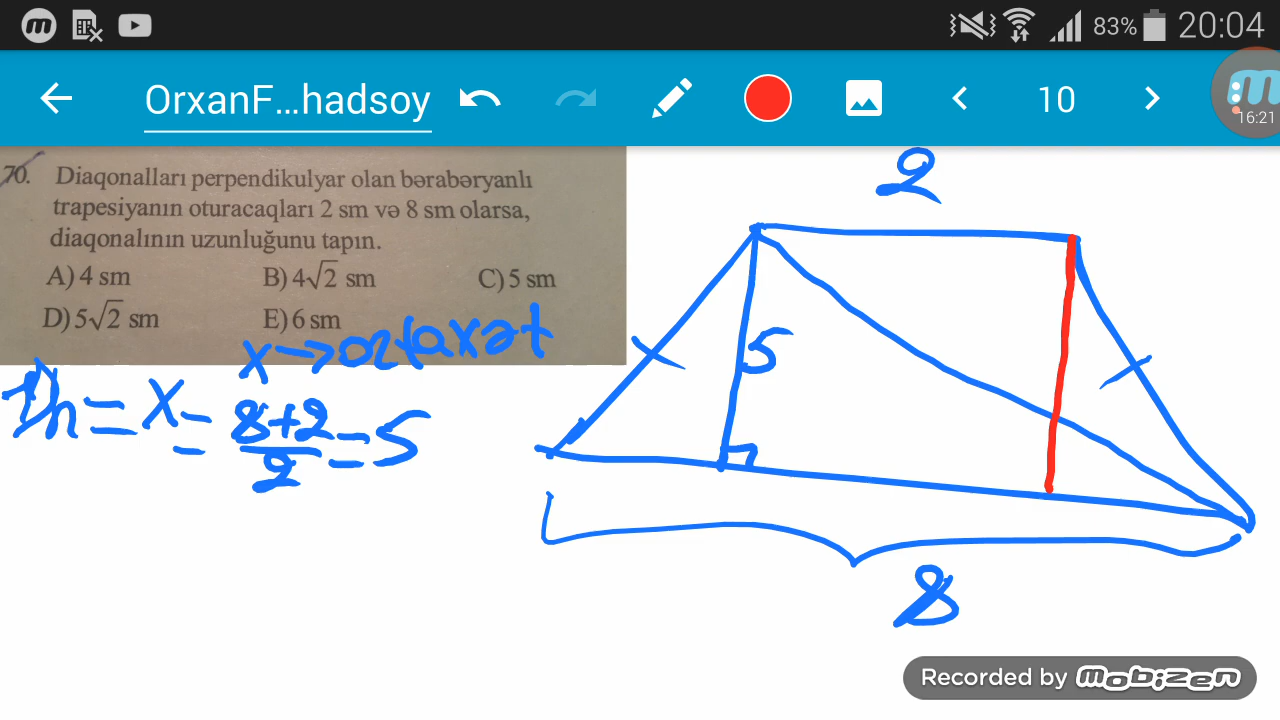 83% 20:04
OrxanF...hadsoy
10
16:21
70. Diaqonalları perpendikulyar olan bərabəryanlı
trapesiyanın oturacaqları 2 sm və 8 sm olarsa,
diaqonalının uzunluğunu tapın.
A) 4 sm B) 4√2 sm C) 5 sm
D) 5√2 sm E) 6 sm
x → ortaxət
h = x = 8+2/2 = 5
2
5
8
Recorded by mobizen